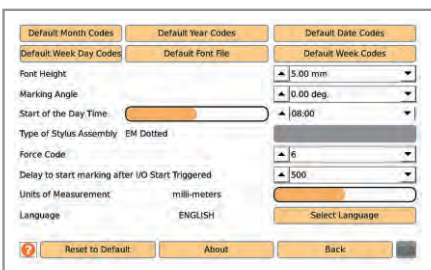 Default Month Codes Default Year Codes Default Date Codes
Default Week Day Codes Default Font File Default Week Codes
Font Height 5.00 mm
Marking Angle 0.00 deg.
Start of the Day Time 08:00
Type of Stylus Assembly EM Dotted
Force Code 6
Delay to start marking after I/O Start Triggered 500
Units of Measurement milli-meters
Language ENGLISH Select Language
? Reset to Default About Back